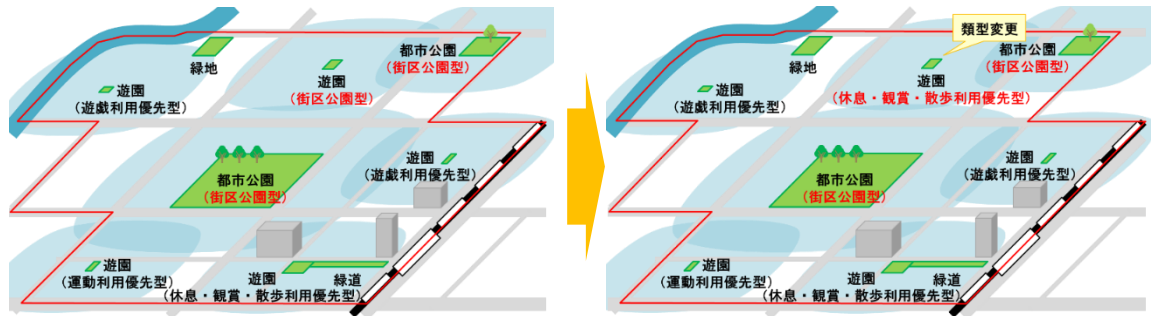 都市公園
(街区公園型)
緑地
遊園
(街区公園型)
遊園
(遊戯利用優先型)
都市公園
(街区公園型)
遊園
(遊戯利用優先型)
遊園
(運動利用優先型)
遊園
緑道
(休息・観賞・散歩利用優先型)
類型変更
都市公園
(街区公園型)
緑地
遊園
(休息・観賞・散歩利用優先型)
遊園
(遊戯利用優先型)
都市公園
(街区公園型)
遊園
(遊戯利用優先型)
遊園
(運動利用優先型)
遊園
緑道
(休息・観賞・散歩利用優先型)